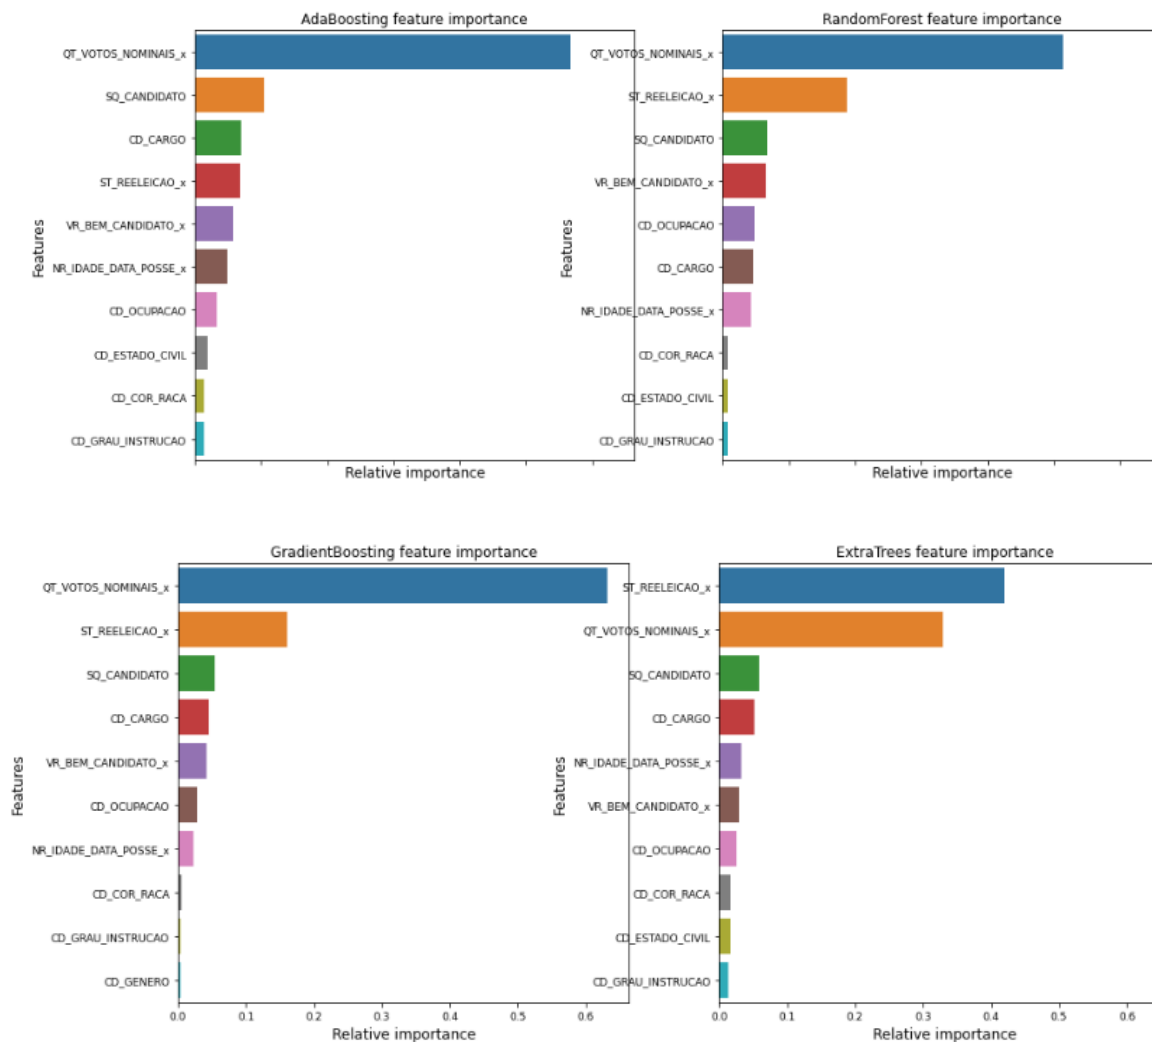 AdaBoosting feature importance
QT_VOTOS_NOMINAIS_x
SQ_CANDIDATO
CD_CARGO
ST_REELEICAO_x
VR_BEM_CANDIDATO_x
NR_IDADE_DATA_POSSE_x
CD_OCUPACAO
CD_ESTADO_CIVIL
CD_COR_RACA
CD_GRAU_INSTRUCAO
Features
Relative importance
RandomForest feature importance
QT_VOTOS_NOMINAIS_x
ST_REELEICAO_x
SQ_CANDIDATO
VR_BEM_CANDIDATO_x
CD_OCUPACAO
CD_CARGO
NR_IDADE_DATA_POSSE_x
CD_COR_RACA
CD_ESTADO_CIVIL
CD_GRAU_INSTRUCAO
Features
Relative importance
GradientBoosting feature importance
QT_VOTOS_NOMINAIS_x
ST_REELEICAO_x
SQ_CANDIDATO
CD_CARGO
VR_BEM_CANDIDATO_x
CD_OCUPACAO
NR_IDADE_DATA_POSSE_x
CD_COR_RACA
CD_GRAU_INSTRUCAO
CD_GENERO
Features
0.0 0.1 0.2 0.3 0.4 0.5 0.6
Relative importance
ExtraTrees feature importance
ST_REELEICAO_x
QT_VOTOS_NOMINAIS_x
SQ_CANDIDATO
CD_CARGO
NR_IDADE_DATA_POSSE_x
VR_BEM_CANDIDATO_x
CD_OCUPACAO
CD_COR_RACA
CD_ESTADO_CIVIL
CD_GRAU_INSTRUCAO
Features
0.0 0.1 0.2 0.3 0.4 0.5 0.6
Relative importance